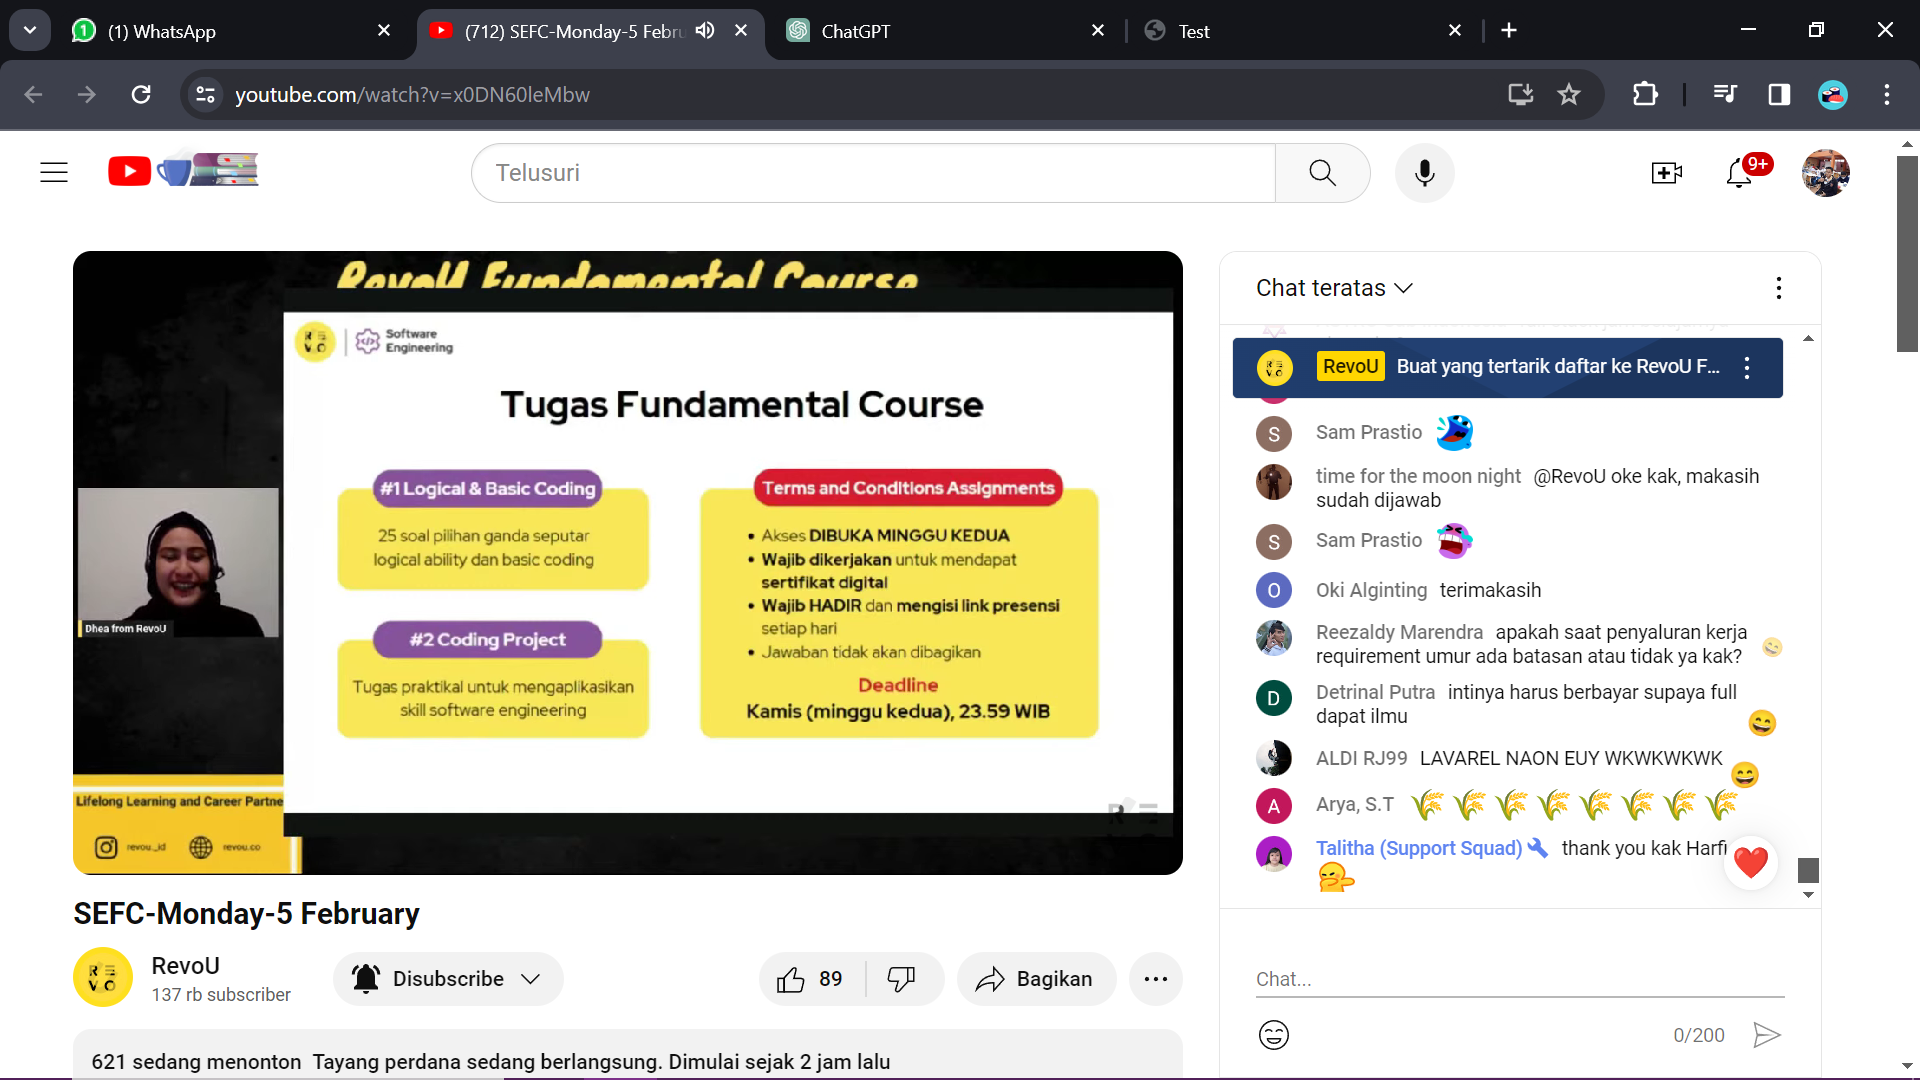 (1) WhatsApp
(712) SEFC-Monday-5 Febru
ChatGPT
Test
youtube.com/watch?v=x0DN60leMbw
Telusuri
9+
RevoU Fundamental Course
Software
Engineering
Tugas Fundamental Course
#1 Logical & Basic Coding
25 soal pilihan ganda seputar
logical ability dan basic coding
#2 Coding Project
Tugas praktikal untuk mengaplikasikan
skill software engineering
Terms and Conditions Assignments
• Akses DIBUKA MINGGU KEDUA
• Wajib dikerjakan untuk mendapat
sertifikat digital
• Wajib HADIR dan mengisi link presensi
setiap hari
• Jawaban tidak akan dibagikan
Deadline
Kamis (minggu kedua), 23.59 WIB
Dhea from RevoU
Lifelong Learning and Career Partne
revou_id
revou.co
SEFC-Monday-5 February
RevoU
137 rb subscriber
Disubscribe
89
Bagikan
621 sedang menonton Tayang perdana sedang berlangsung. Dimulai sejak 2 jam lalu
Chat teratas
RevoU Buat yang tertarik daftar ke RevoU F...
S Sam Prastio
time for the moon night @RevoU oke kak, makasih
sudah dijawab
S Sam Prastio
O Oki Alginting terimakasih
Reezaldy Marendra apakah saat penyaluran kerja
requirement umur ada batasan atau tidak ya kak?
D Detrinal Putra intinya harus berbayar supaya full
dapat ilmu
ALDI RJ99 LAVAREL NAON EUY WKWKWKWK
A Arya, S.T
Talitha (Support Squad) thank you kak Harfi
Chat...
0/200